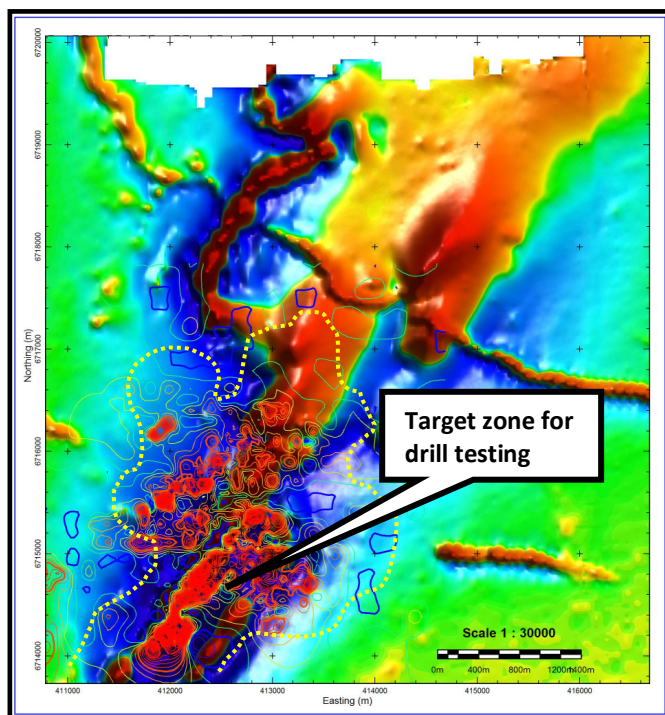 6720000
6719000
6718000
6717000
6716000
6715000
6714000
Northing (m)
Target zone for
drill testing
Scale 1 : 30000
0m 400m 800m 1200m 1400m
411000 412000 413000 414000 415000 416000
Easting (m)